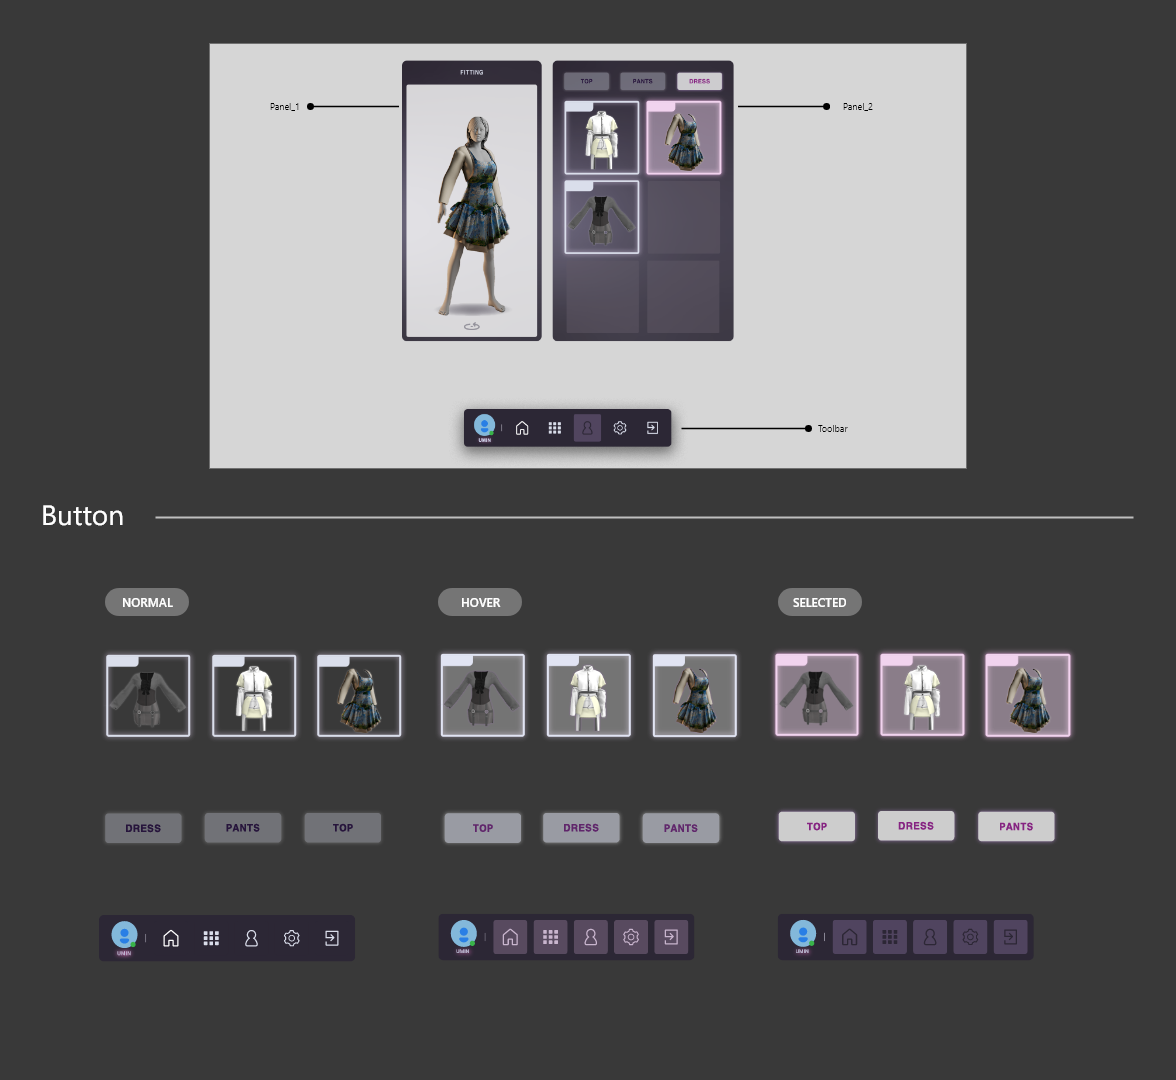 FITTING
TOP
PANTS
DRESS
Panel_1
Panel_2
UMIN
Toolbar
Button
NORMAL
HOVER
SELECTED
DRESS
PANTS
TOP
TOP
DRESS
PANTS
TOP
DRESS
PANTS
UMIN
UMIN
UMIN